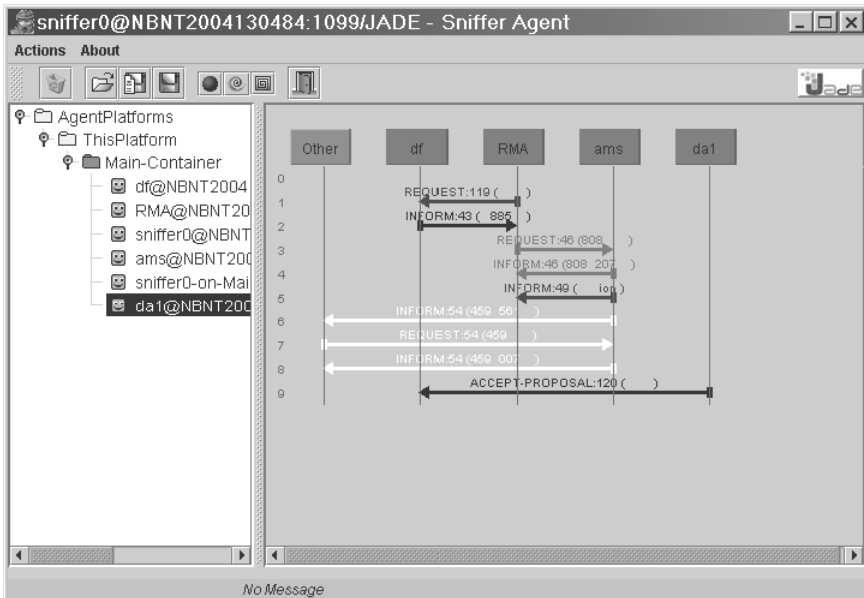 sniffer0@NBNT2004130484:1099/JADE - Sniffer Agent
Actions About
Jade
AgentPlatforms
ThisPlatform
Main-Container
df@NBNT2004
RMA@NBNT20
sniffer0@NBNT
ams@NBNT200
sniffer0-on-Mai
da1@NBNT200
Other df RMA ams da1
0
REQUEST:119 ( )
1
INFORM:43 ( 885 )
2
REQUEST:46 (808 )
3
INFORM:46 (808 207 )
4
INFORM:49 ( ion )
5
INFORM:54 (459 561 )
6
REQUEST:54 (459 )
7
INFORM:54 (459 007 )
8
ACCEPT-PROPOSAL:120 ( )
9
No Message